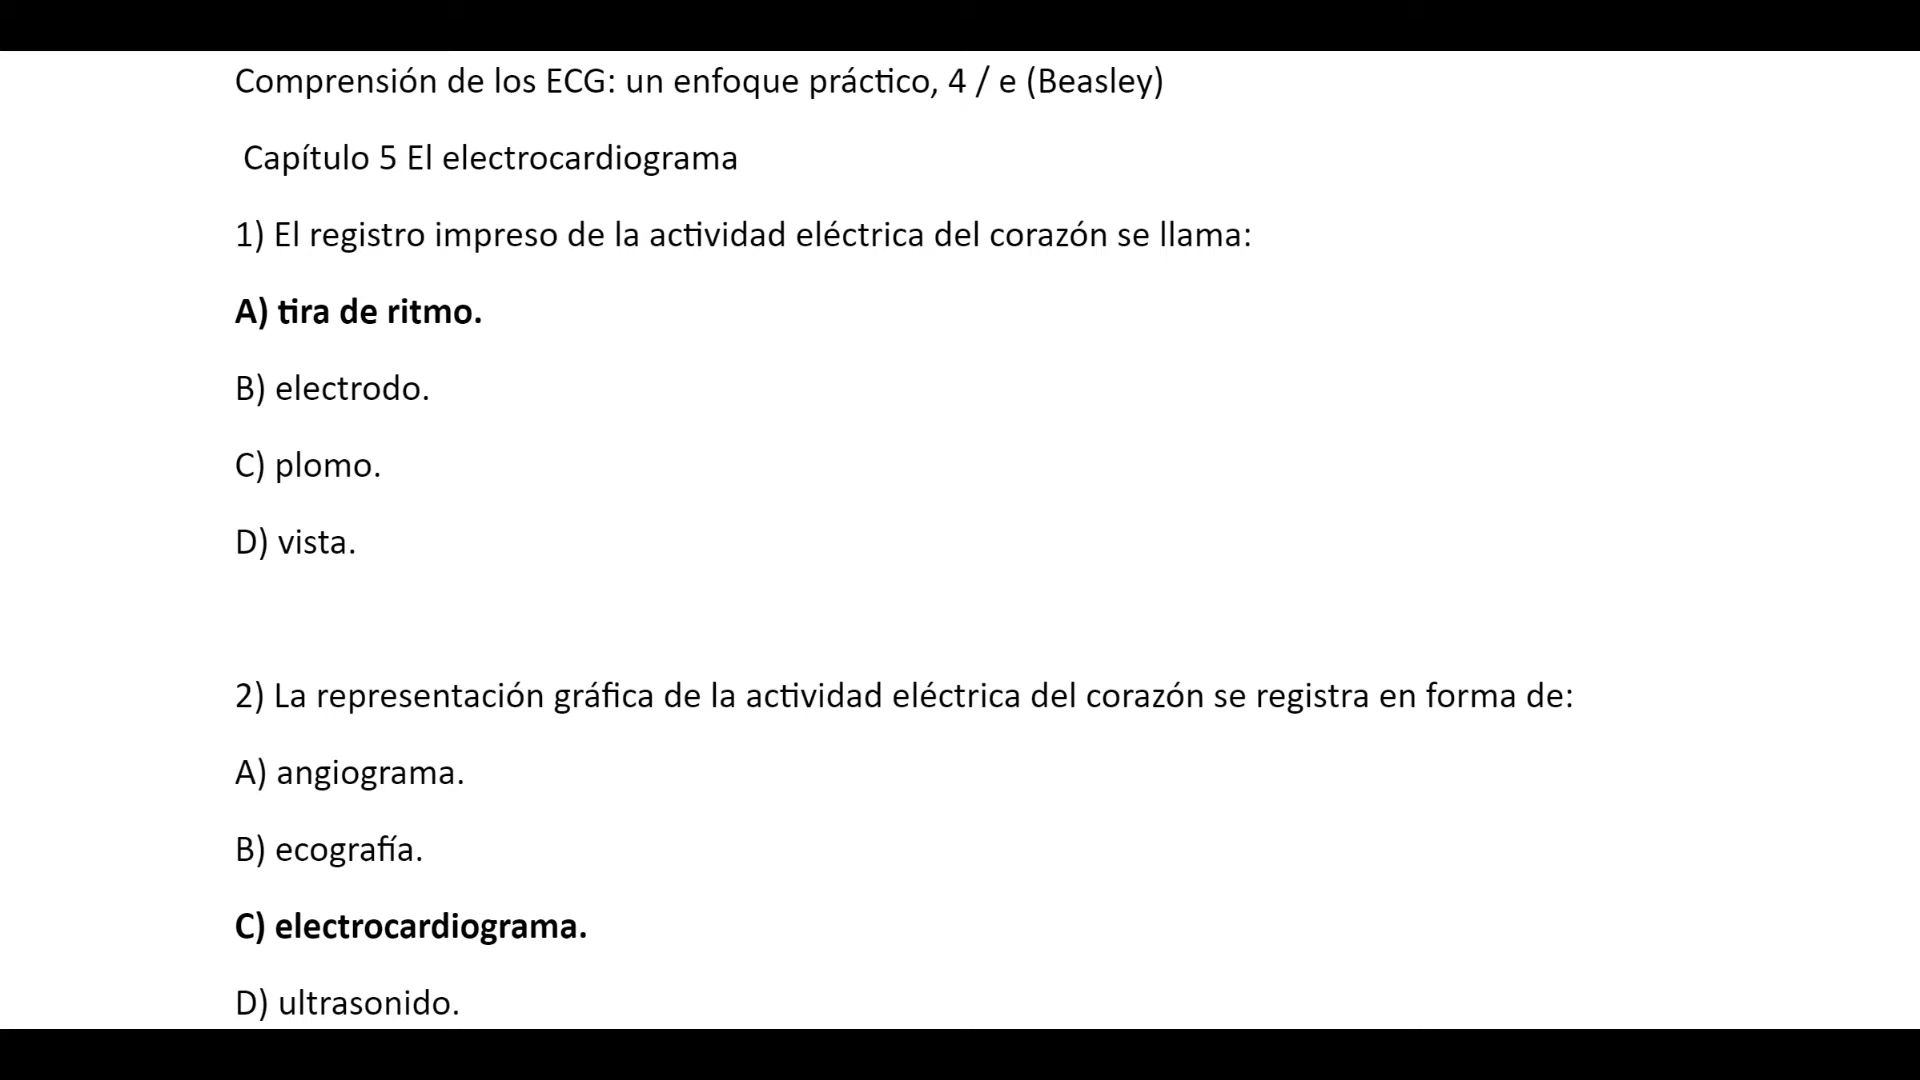 Comprensión de los ECG: un enfoque práctico, 4 / e (Beasley)
Capítulo 5 El electrocardiograma
1) El registro impreso de la actividad eléctrica del corazón se llama:
A) tira de ritmo.
B) electrodo.
C) plomo.
D) vista.
2) La representación gráfica de la actividad eléctrica del corazón se registra en forma de:
A) angiograma.
B) ecografía.
C) electrocardiograma.
D) ultrasonido.